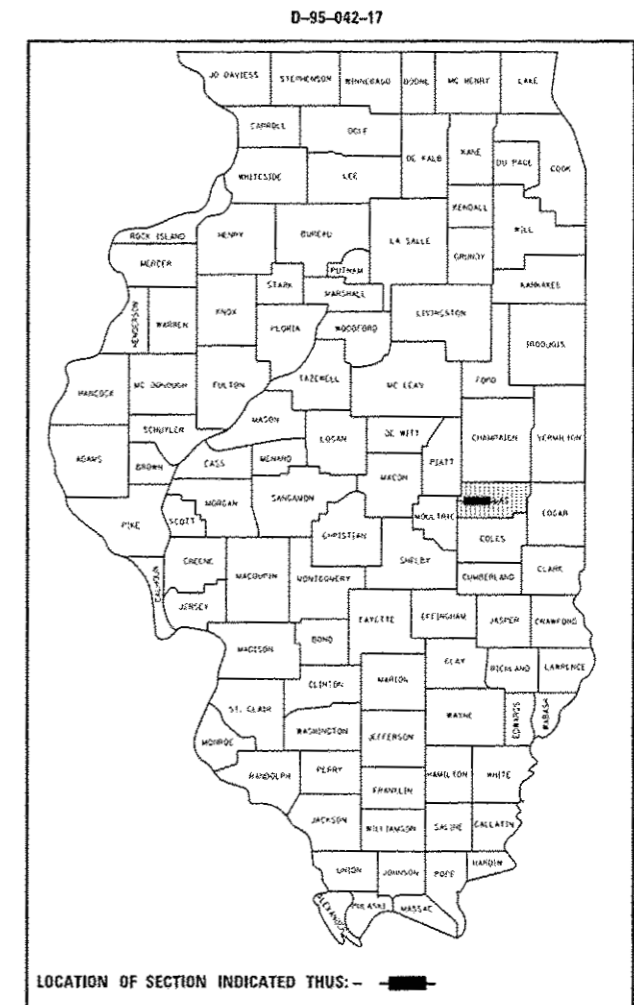 D-95-042-17
JO DAVIESS STEPHENSON WINNEBAGO BOONE MC HENRY LAKE
CARROLL OGLE
DE KALB KANE DU PAGE COOK
WHITESIDE LEE
KENDALL
ROCK ISLAND HENRY BUREAU LA SALLE WILL
MERCER PUTNAM GRUNDY
STARK MARSHALL KANKAKEE
HENDERSON WARREN KNOX PEORIA WOODFORD LIVINGSTON
IROQUOIS
HANCOCK MC DONOUGH FULTON TAZEWELL MC LEAN FORD
MASON
SCHUYLER LOGAN DE WITT CHAMPAIGN VERMILION
ADAMS BROWN CASS MENARD PIATT
MACON
PIKE SCOTT MORGAN SANGAMON MOULTRIE EDGAR
CHRISTIAN COLES
GREENE SHELBY
CALHOUN MACOUPIN MONTGOMERY CUMBERLAND CLARK
JERSEY
FAYETTE EFFINGHAM JASPER CRAWFORD
MADISON BOND
CLAY RICHLAND LAWRENCE
CLINTON MARION
ST. CLAIR WAYNE EDWARDS WABASH
WASHINGTON JEFFERSON
MONROE
RANDOLPH PERRY HAMILTON WHITE
FRANKLIN
JACKSON WILLIAMSON SALINE GALLATIN
UNION JOHNSON POPE HARDIN
ALEXANDER PULASKI MASSAC
LOCATION OF SECTION INDICATED THUS: -